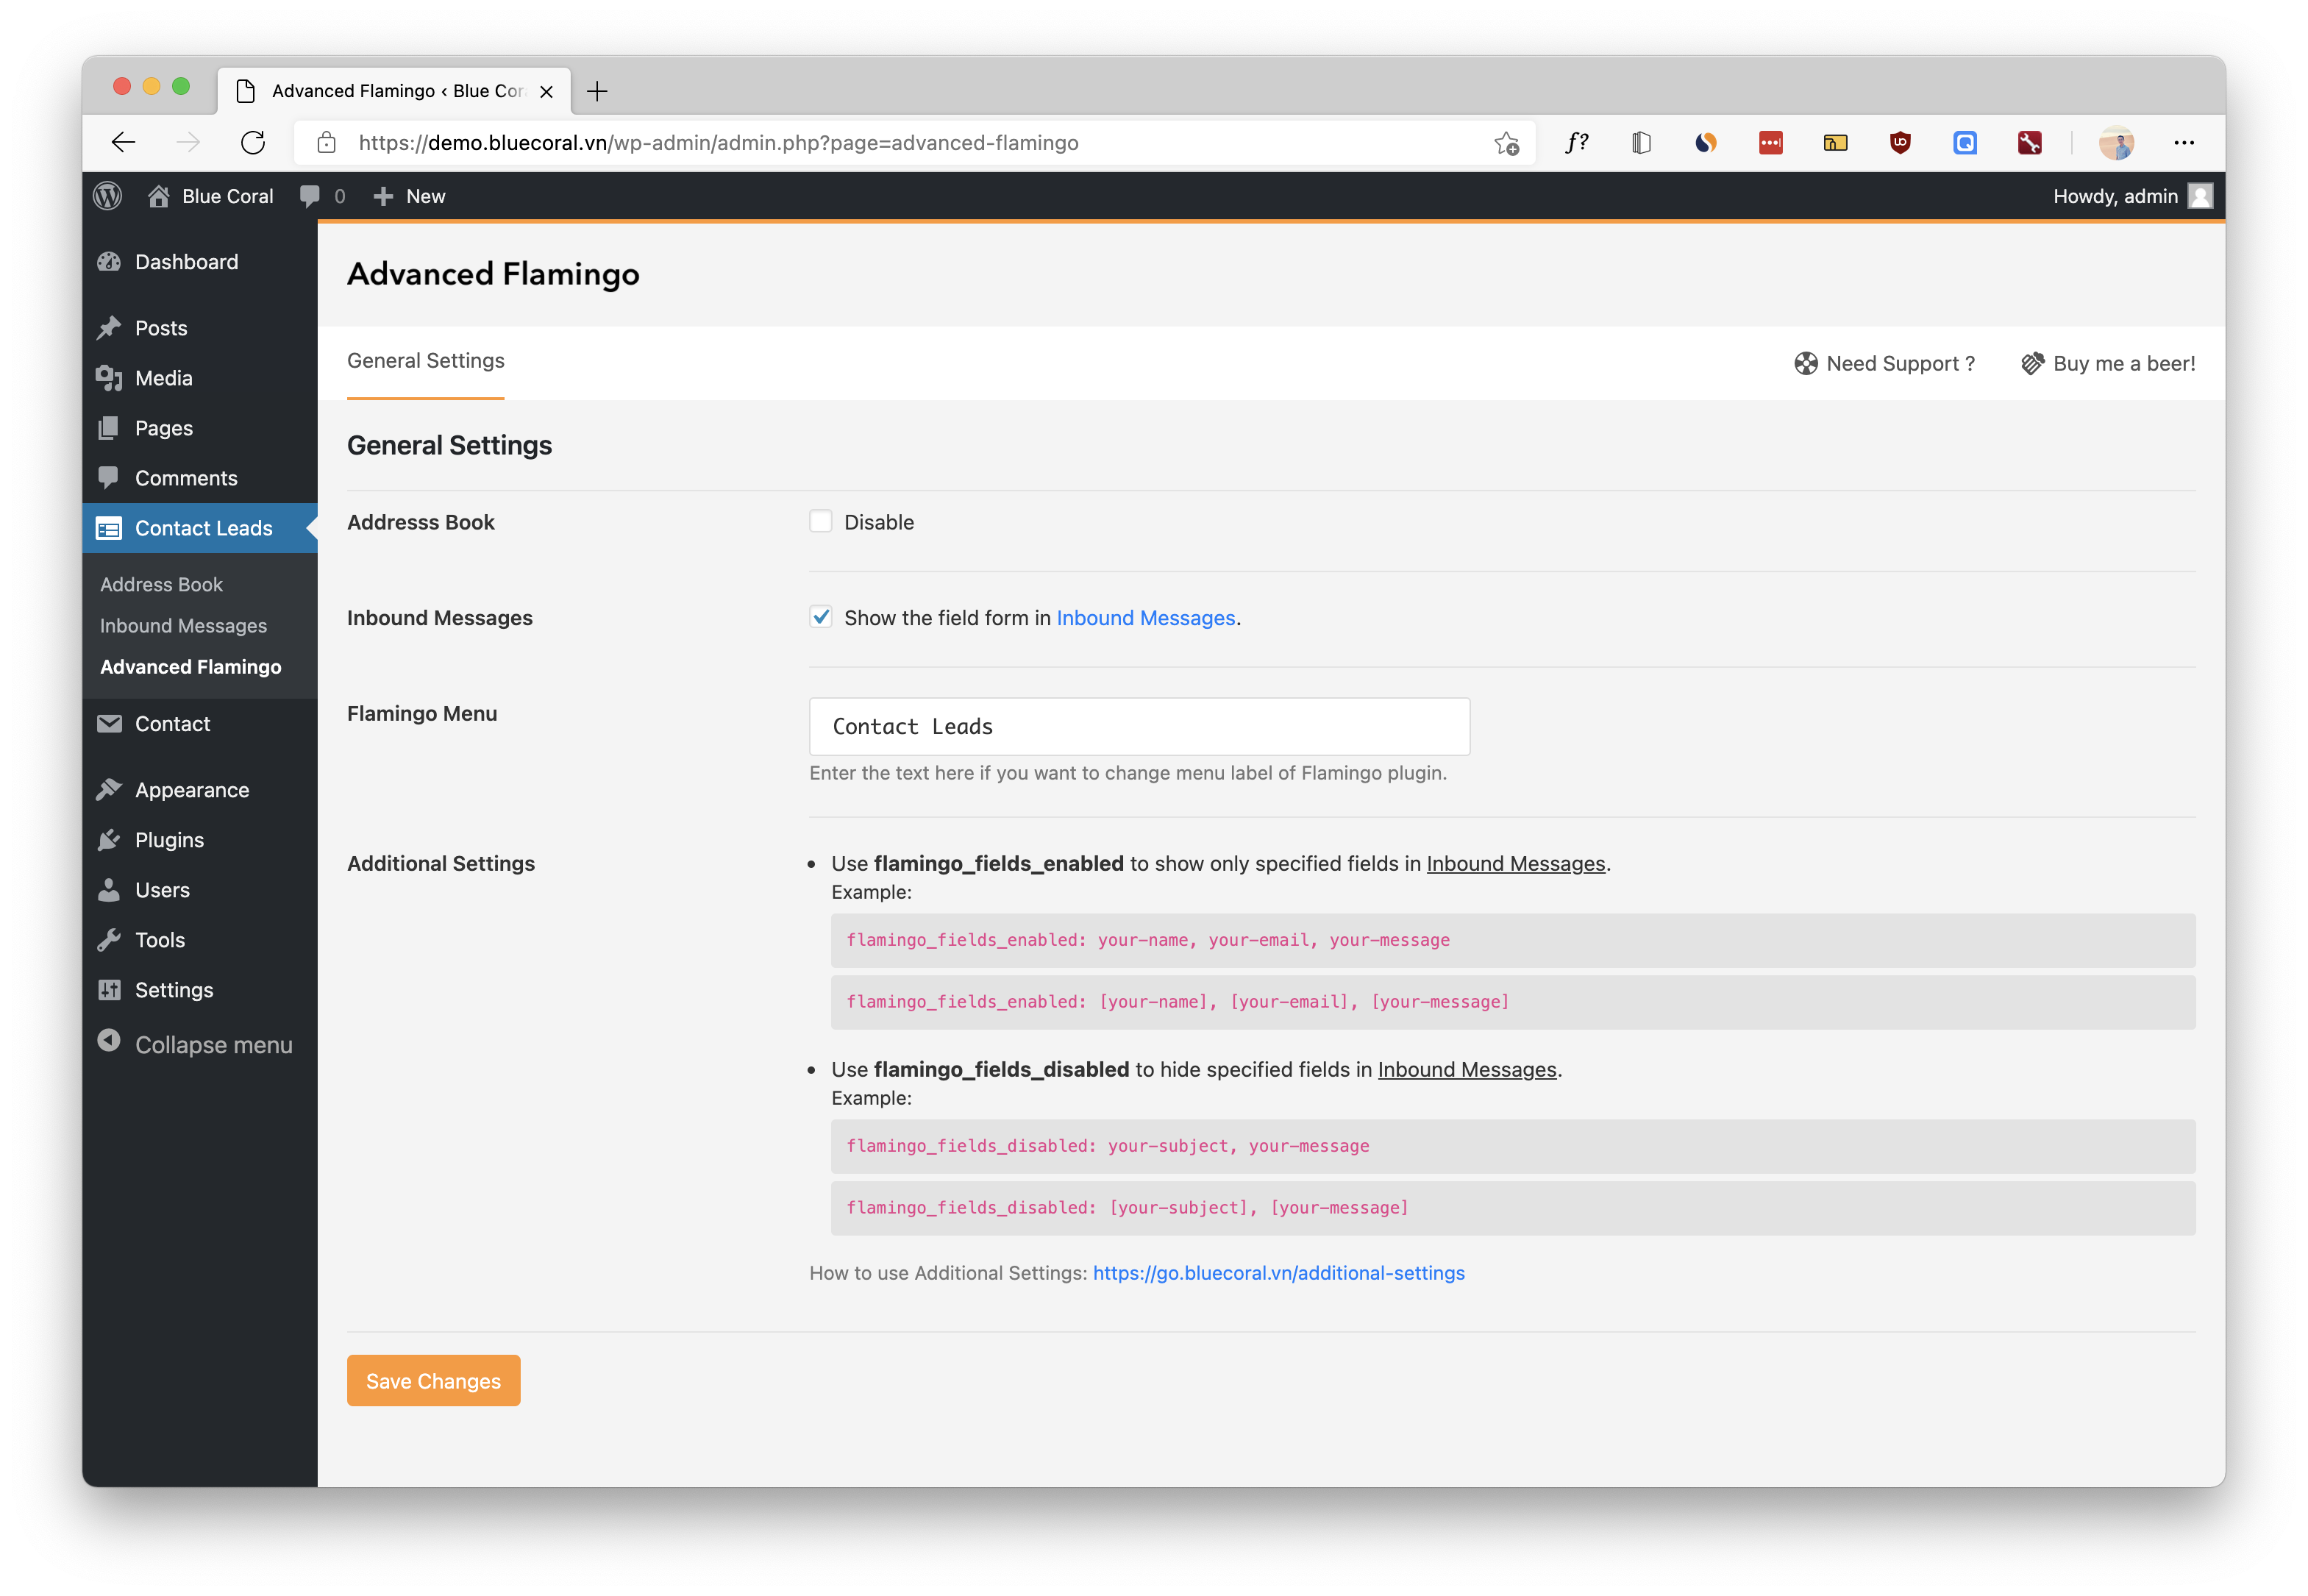 Advanced Flamingo ‹ Blue Cor
https://demo.bluecoral.vn/wp-admin/admin.php?page=advanced-flamingo
f?
Blue Coral
0
New
Howdy, admin
Dashboard
Posts
Media
Pages
Comments
Contact Leads
Address Book
Inbound Messages
Advanced Flamingo
Contact
Appearance
Plugins
Users
Tools
Settings
Collapse menu
Advanced Flamingo
General Settings
Need Support ?
Buy me a beer!
General Settings
Addresss Book
Disable
Inbound Messages
Show the field form in Inbound Messages.
Flamingo Menu
Contact Leads
Enter the text here if you want to change menu label of Flamingo plugin.
Additional Settings
• Use flamingo_fields_enabled to show only specified fields in Inbound Messages.
Example:
flamingo_fields_enabled: your-name, your-email, your-message
flamingo_fields_enabled: [your-name], [your-email], [your-message]
• Use flamingo_fields_disabled to hide specified fields in Inbound Messages.
Example:
flamingo_fields_disabled: your-subject, your-message
flamingo_fields_disabled: [your-subject], [your-message]
How to use Additional Settings: https://go.bluecoral.vn/additional-settings
Save Changes